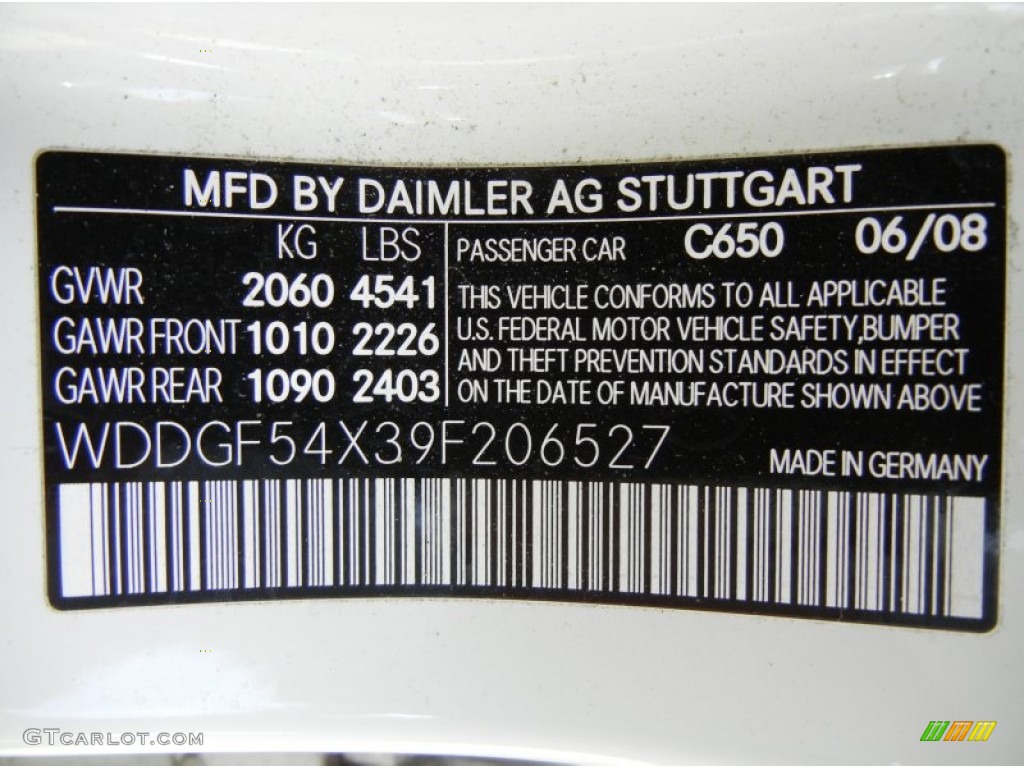 MFD BY DAIMLER AG STUTTGART
KG LBS
GVWR 2060 4541
GAWR FRONT 1010 2226
GAWR REAR 1090 2403
PASSENGER CAR C650 06/08
THIS VEHICLE CONFORMS TO ALL APPLICABLE
U.S. FEDERAL MOTOR VEHICLE SAFETY, BUMPER
AND THEFT PREVENTION STANDARDS IN EFFECT
ON THE DATE OF MANUFACTURE SHOWN ABOVE
WDDGF54X39F206527
MADE IN GERMANY
GTCARLOT.COM